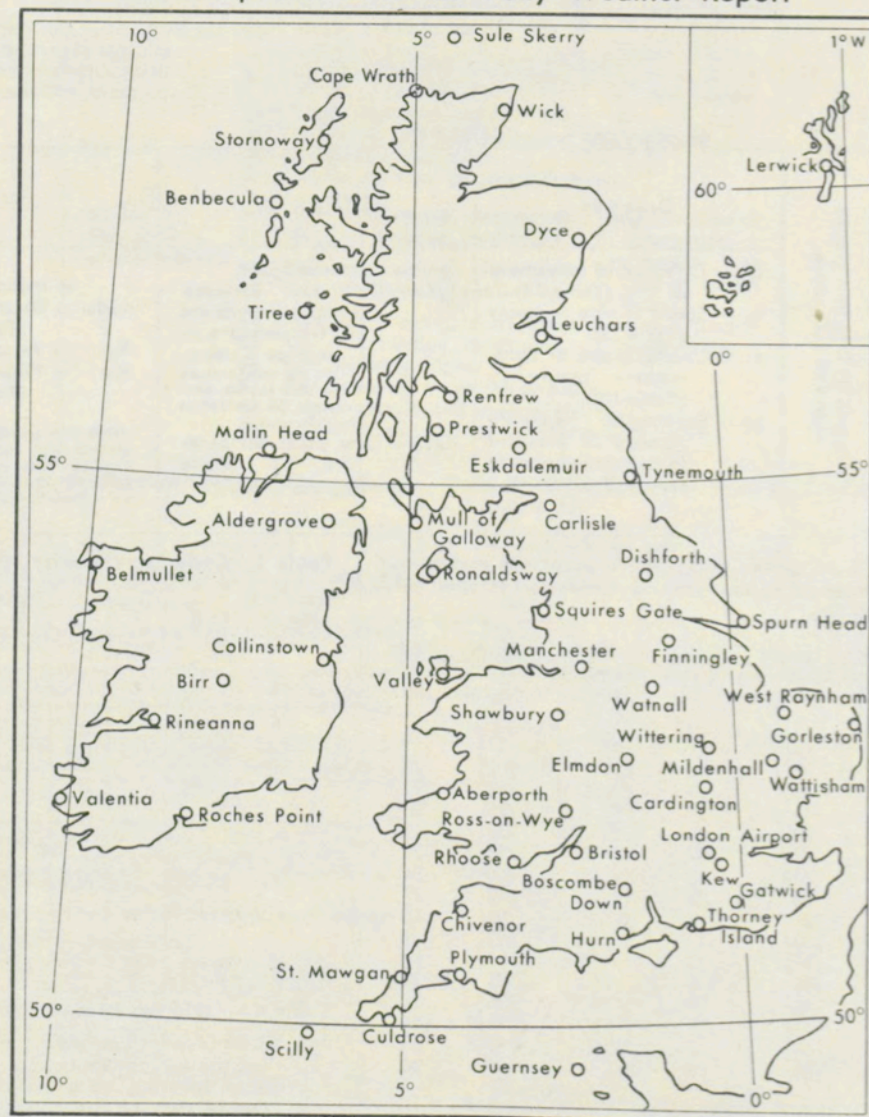 Weather Report
10°
5°
Sule Skerry
1° W
Cape Wrath
Wick
Stornoway
Lerwick
60°
Benbecula
Dyce
Tiree
Leuchars
0°
Renfrew
Malin Head
Prestwick
55°
Eskdalemuir
Tynemouth
55°
Aldergrove
Mull of
Galloway
Carlisle
Belmullet
Ronaldsway
Dishforth
Squires Gate
Spurn Head
Collinstown
Manchester
Finningley
Birr
Valley
Watnall
West Raynham
Rineanna
Shawbury
Wittering
Gorleston
Elmdon
Mildenhall
Wattisham
Valentia
Roches Point
Aberporth
Cardington
Ross-on-Wye
London Airport
Rhoose
Bristol
Kew
Boscombe
Down
Gatwick
Chivenor
Hurn
Thorney
Island
St. Mawgan
Plymouth
50°
50°
Scilly
Culdrose
Guernsey
10°
5°
0°